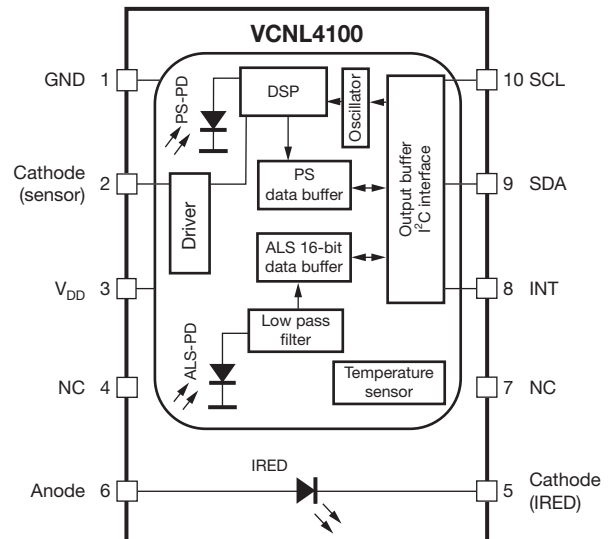 VCNL4100
GND 1
10 SCL
PS-PD
DSP
Oscillator
Output buffer
I²C interface
Cathode
(sensor)
2
PS
data buffer
9 SDA
Driver
ALS 16-bit
data buffer
VDD 3
8 INT
Low pass
filter
ALS-PD
Temperature
sensor
NC 4
7 NC
IRED
Anode 6
5 Cathode
(IRED)